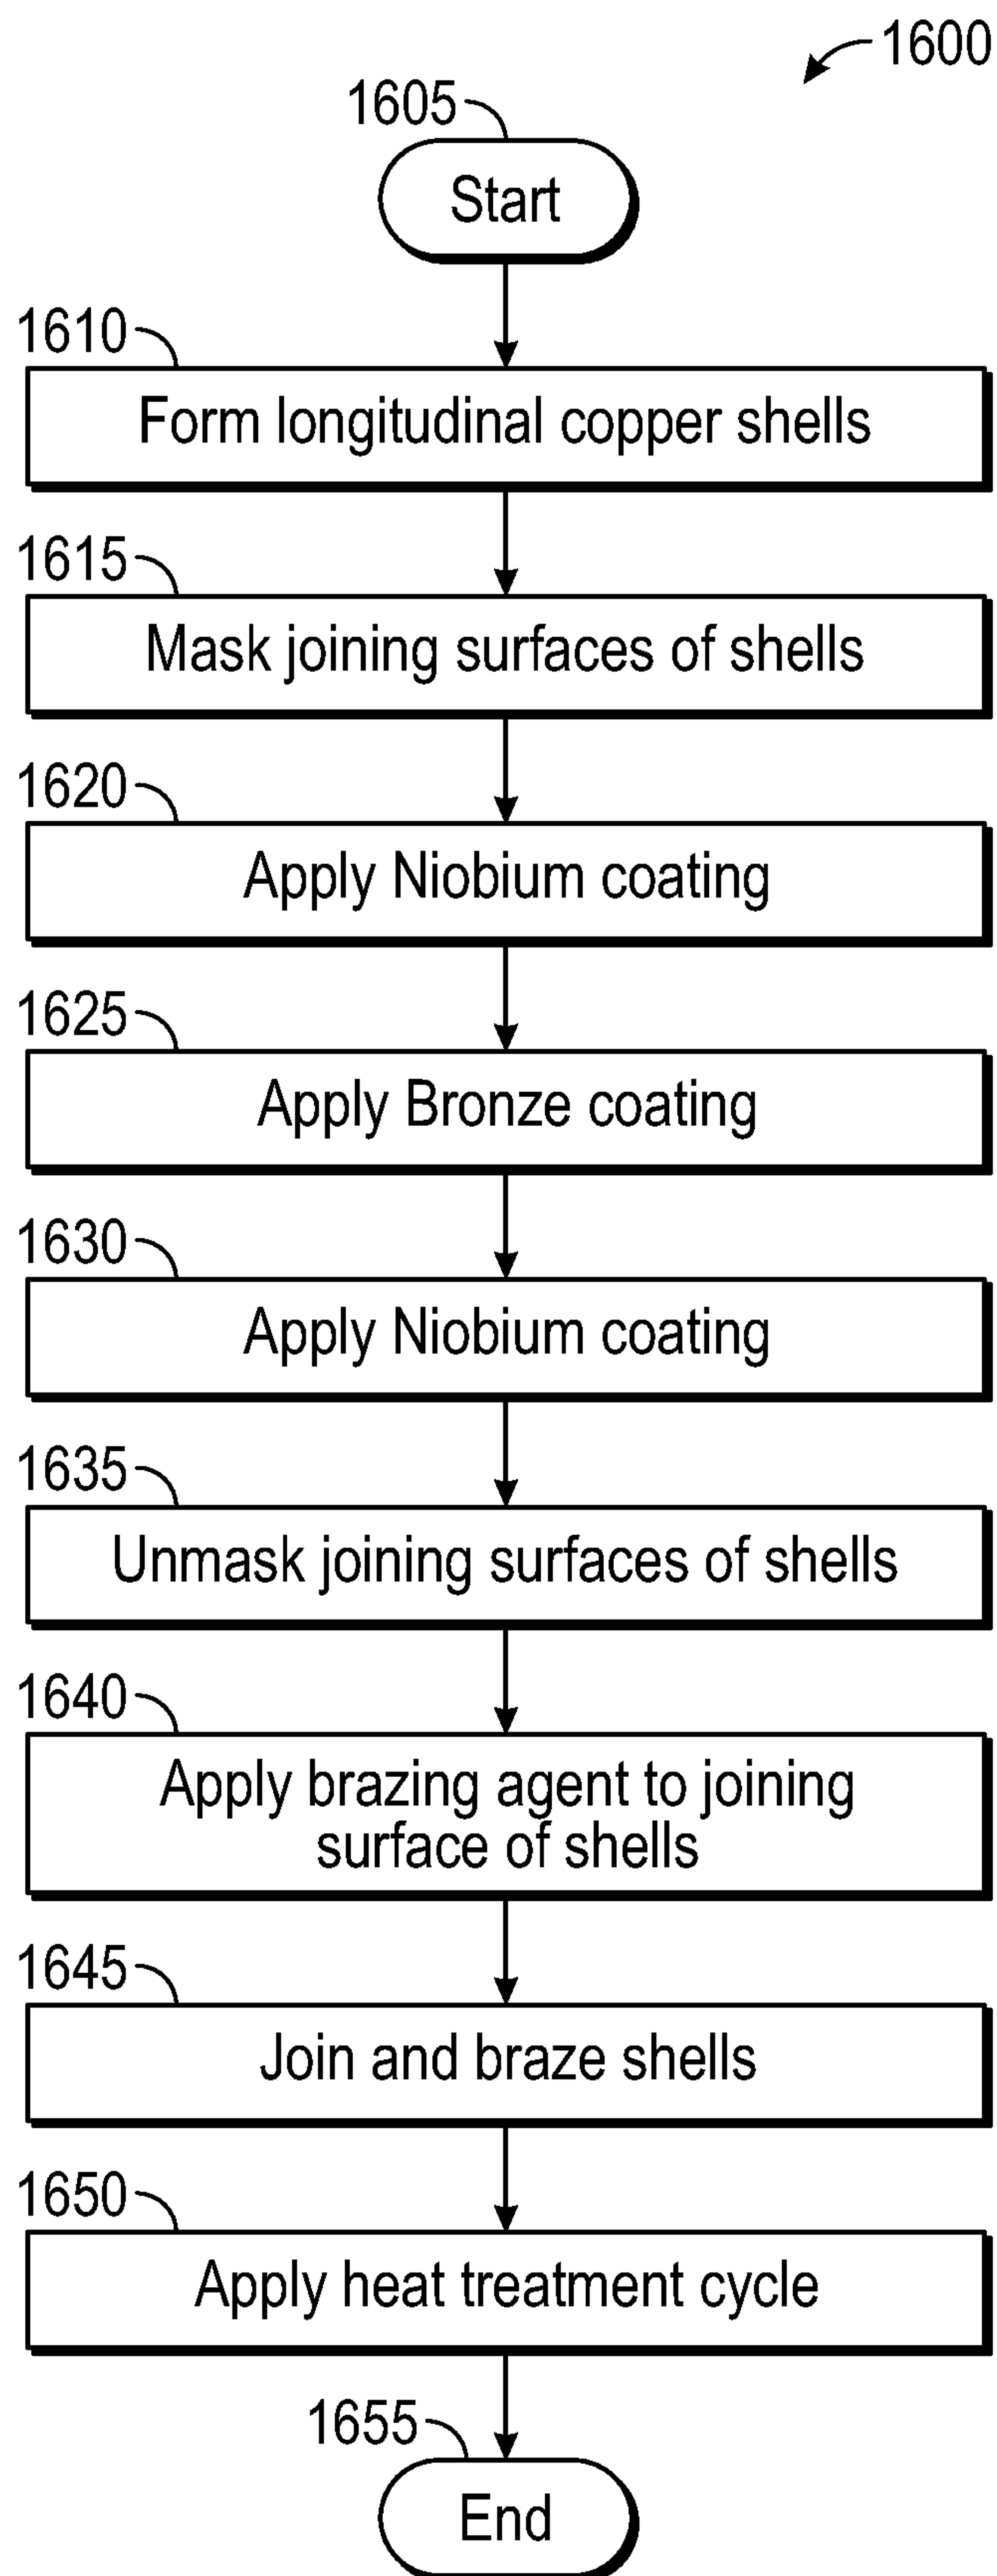 1600
1605
Start
1610
Form longitudinal copper shells
1615
Mask joining surfaces of shells
1620
Apply Niobium coating
1625
Apply Bronze coating
1630
Apply Niobium coating
1635
Unmask joining surfaces of shells
1640
Apply brazing agent to joining
surface of shells
1645
Join and braze shells
1650
Apply heat treatment cycle
1655
End